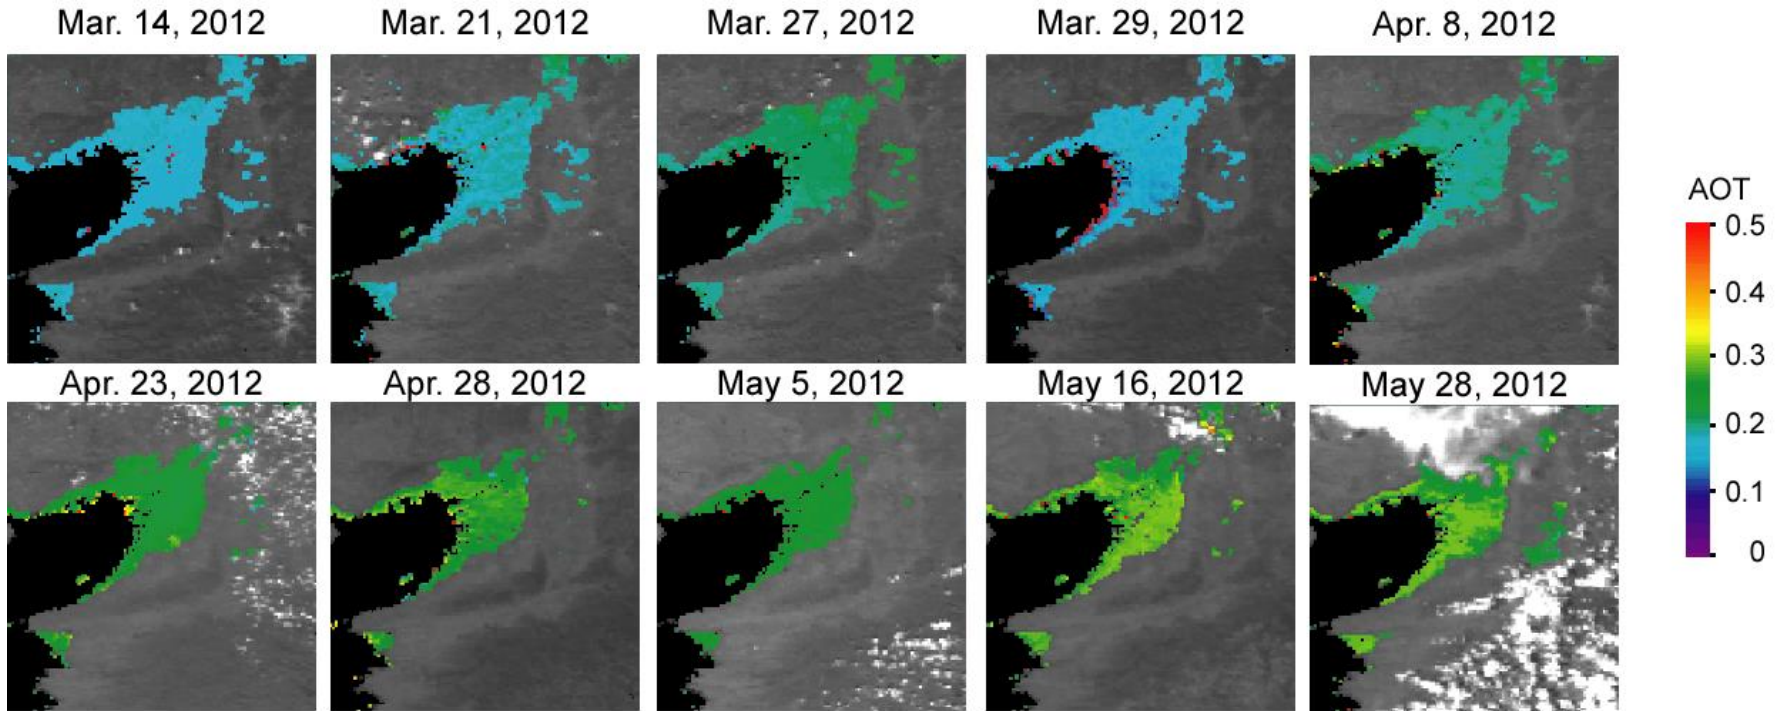 Mar. 14, 2012
Mar. 21, 2012
Mar. 27, 2012
Mar. 29, 2012
Apr. 8, 2012
Apr. 23, 2012
Apr. 28, 2012
May 5, 2012
May 16, 2012
May 28, 2012
AOT
0.5
0.4
0.3
0.2
0.1
0